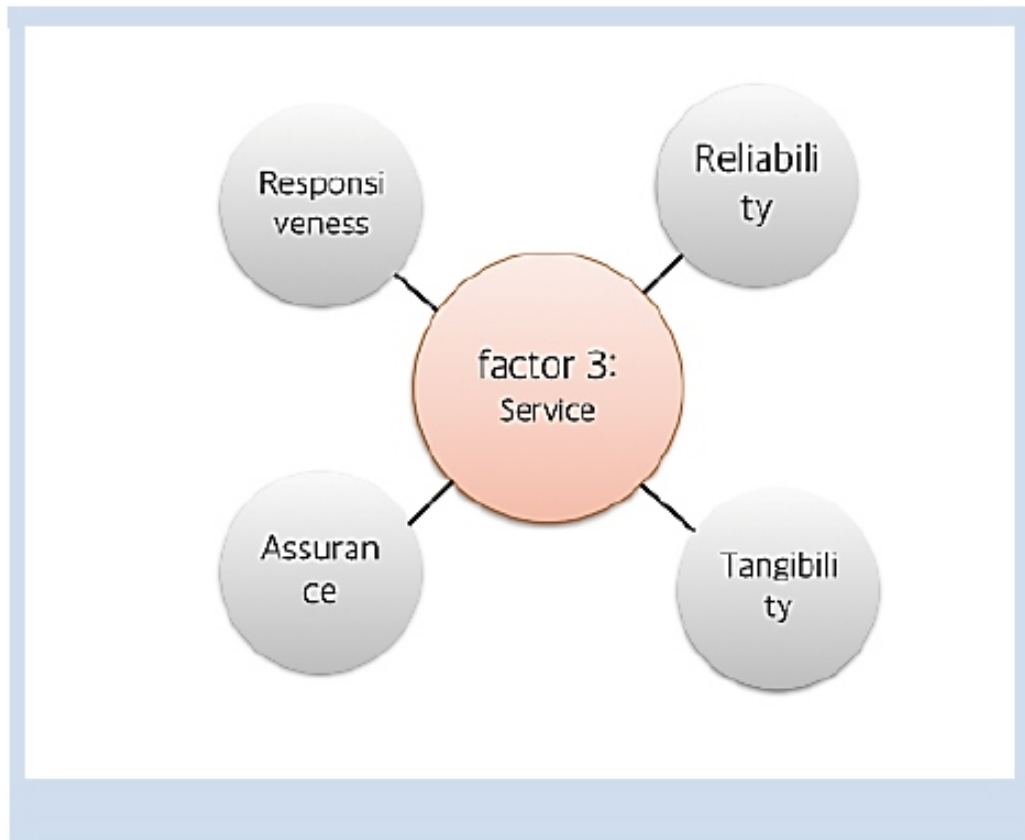 Responsi
veness
Reliabili
ty
factor 3:
Service
Assuran
ce
Tangibili
ty